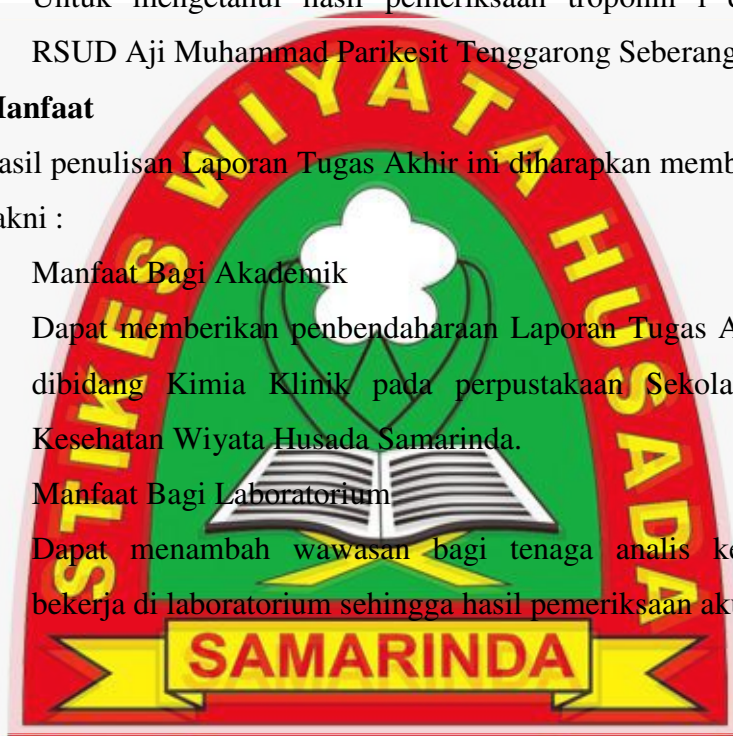 Untuk mengetahui hasil pemeriksaan troponin I
RSUD Aji Muhammad Parikesit Tenggarong Seberang
Manfaat
asil penulisan Laporan Tugas Akhir ini diharapkan memb
akni :
Manfaat Bagi Akademik
Dapat memberikan penbendaharaan Laporan Tugas A
dibidang Kimia Klinik pada perpustakaan Sekola
Kesehatan Wiyata Husada Samarinda.
Manfaat Bagi Laboratorium
Dapat menambah wawasan bagi tenaga analis ke
bekerja di laboratorium sehingga hasil pemeriksaan ak
STIKES WIYATA HUSADA
SAMARINDA